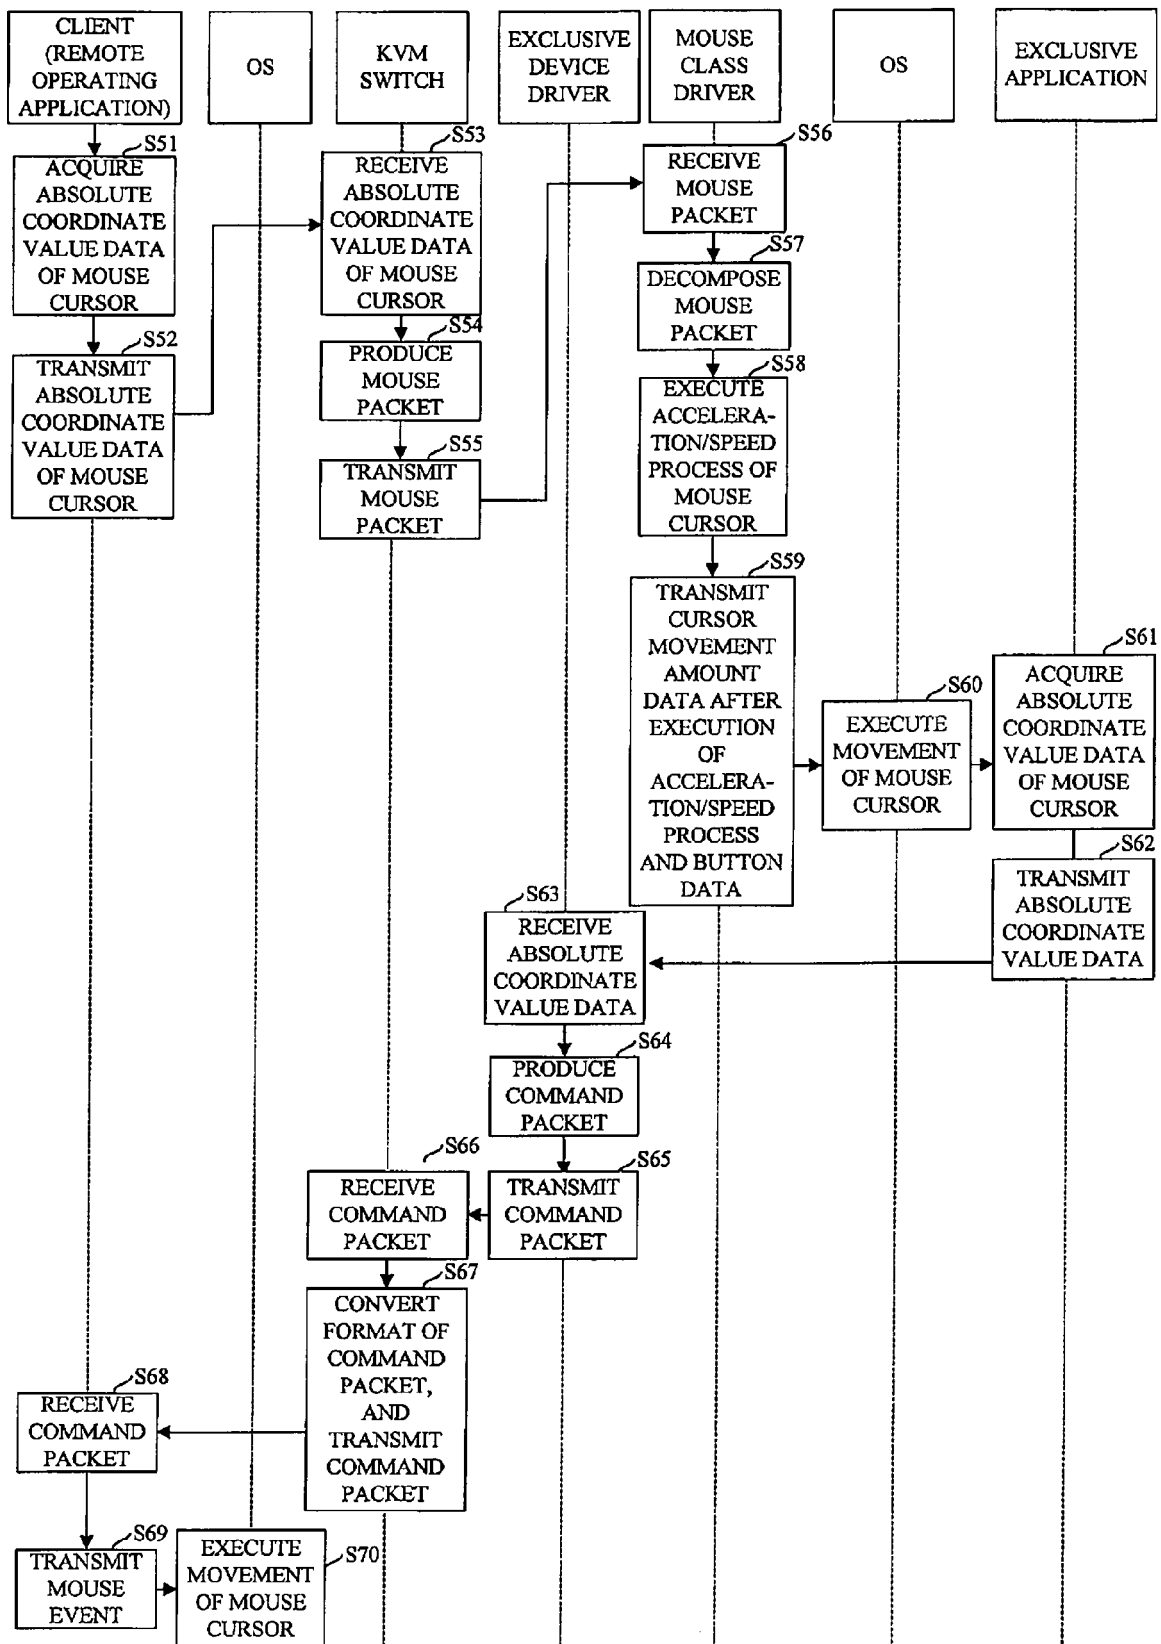 CLIENT
(REMOTE
OPERATING
APPLICATION)
OS
KVM
SWITCH
EXCLUSIVE
DEVICE
DRIVER
MOUSE
CLASS
DRIVER
OS
EXCLUSIVE
APPLICATION
S51
ACQUIRE
ABSOLUTE
COORDINATE
VALUE DATA
OF MOUSE
CURSOR
S52
TRANSMIT
ABSOLUTE
COORDINATE
VALUE DATA
OF MOUSE
CURSOR
S53
RECEIVE
ABSOLUTE
COORDINATE
VALUE DATA
OF MOUSE
CURSOR
S54
PRODUCE
MOUSE
PACKET
S55
TRANSMIT
MOUSE
PACKET
S56
RECEIVE
MOUSE
PACKET
S57
DECOMPOSE
MOUSE
PACKET
S58
EXECUTE
ACCELERA-
TION/SPEED
PROCESS OF
MOUSE
CURSOR
S59
TRANSMIT
CURSOR
MOVEMENT
AMOUNT
DATA AFTER
EXECUTION
OF
ACCELERA-
TION/SPEED
PROCESS
AND BUTTON
DATA
S60
EXECUTE
MOVEMENT
OF MOUSE
CURSOR
S61
ACQUIRE
ABSOLUTE
COORDINATE
VALUE DATA
OF MOUSE
CURSOR
S62
TRANSMIT
ABSOLUTE
COORDINATE
VALUE DATA
S63
RECEIVE
ABSOLUTE
COORDINATE
VALUE DATA
S64
PRODUCE
COMMAND
PACKET
S65
TRANSMIT
COMMAND
PACKET
S66
RECEIVE
COMMAND
PACKET
S67
CONVERT
FORMAT OF
COMMAND
PACKET,
AND
TRANSMIT
COMMAND
PACKET
S68
RECEIVE
COMMAND
PACKET
S69
TRANSMIT
MOUSE
EVENT
S70
EXECUTE
MOVEMENT
OF MOUSE
CURSOR